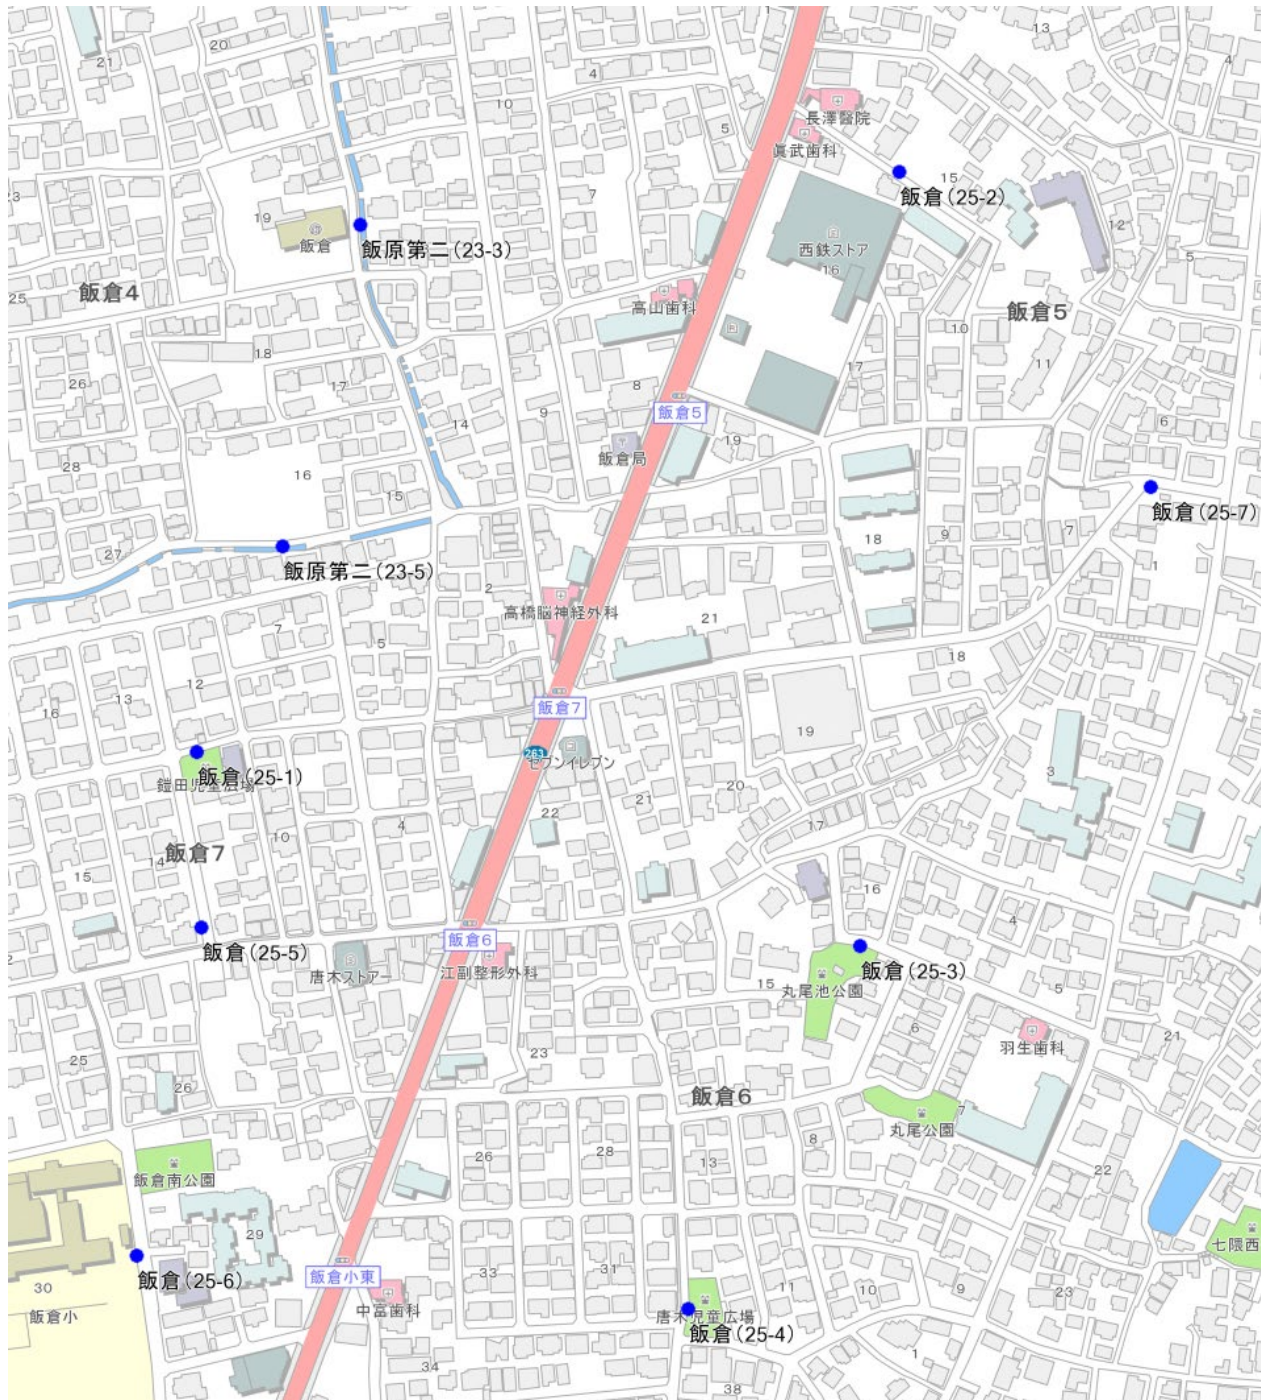 1
13
4
21
20
10
4
5
長澤醫院
眞武歯科
15
飯倉(25-2)
23
7
19
飯倉
飯原第二(23-3)
西鉄ストア
16
12
5
25
飯倉4
高山歯科
飯倉5
18
10
17
11
26
17
8
飯倉5
14
9
19
6
28
16
飯倉局
15
飯倉(25-7)
27
飯原第二(23-5)
18
9
7
1
2
高橋脳神経外科
21
7
5
18
13
12
16
飯倉7
19
3
263
セブンイレブン
飯倉(25-1)
鎧田児童広場
20
21
22
10
4
17
14
飯倉7
15
16
4
2
飯倉(25-5)
飯倉6
唐木ストアー
江副整形外科
飯倉(25-3)
丸尾池公園
15
5
6
21
羽生歯科
25
23
26
飯倉6
7
丸尾公園
8
26
28
13
22
飯倉南公園
29
七隈西
飯倉(25-6)
飯倉小東
33
31
11
10
9
23
30
飯倉小
中富歯科
唐木児童広場
飯倉(25-4)
1
34
38